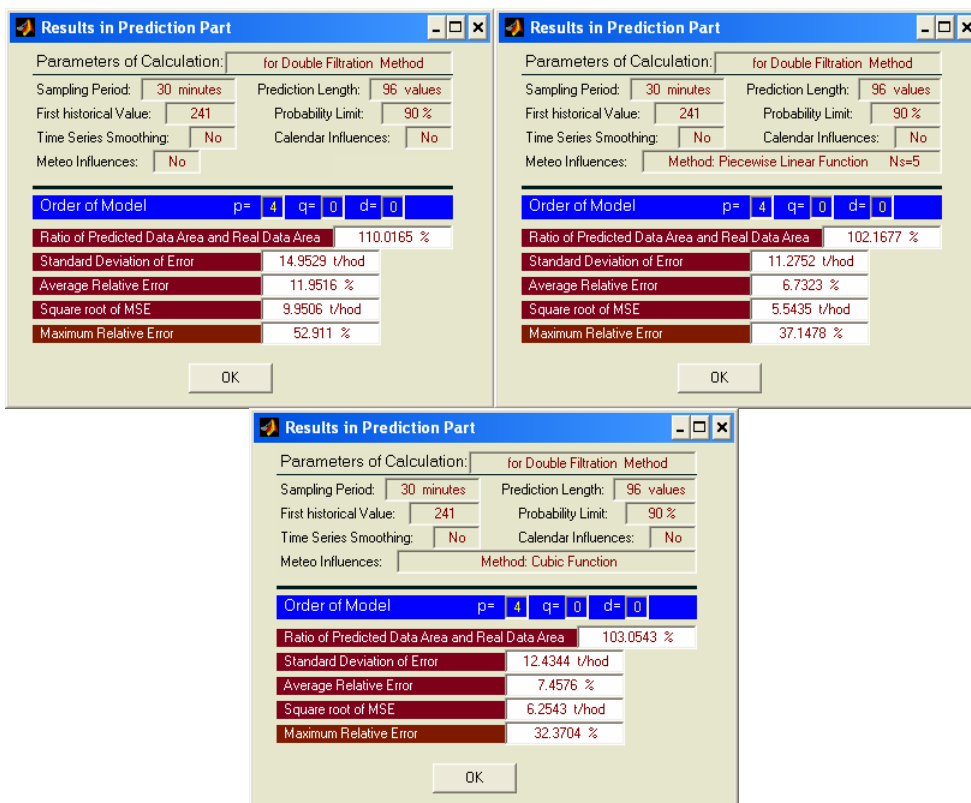 Results in Prediction Part
Parameters of Calculation: for Double Filtration Method
Sampling Period: 30 minutes Prediction Length: 96 values
First historical Value: 241 Probability Limit: 90 %
Time Series Smoothing: No Calendar Influences: No
Meteo Influences: No
Order of Model p= 4 q= 0 d= 0
Ratio of Predicted Data Area and Real Data Area 110.0165 %
Standard Deviation of Error 14.9529 t/hod
Average Relative Error 11.9516 %
Square root of MSE 9.9506 t/hod
Maximum Relative Error 52.911 %
OK
Results in Prediction Part
Parameters of Calculation: for Double Filtration Method
Sampling Period: 30 minutes Prediction Length: 96 values
First historical Value: 241 Probability Limit: 90 %
Time Series Smoothing: No Calendar Influences: No
Meteo Influences: Method: Piecewise Linear Function Ns=5
Order of Model p= 4 q= 0 d= 0
Ratio of Predicted Data Area and Real Data Area 102.1677 %
Standard Deviation of Error 11.2752 t/hod
Average Relative Error 6.7323 %
Square root of MSE 5.5435 t/hod
Maximum Relative Error 37.1478 %
OK
Results in Prediction Part
Parameters of Calculation: for Double Filtration Method
Sampling Period: 30 minutes Prediction Length: 96 values
First historical Value: 241 Probability Limit: 90 %
Time Series Smoothing: No Calendar Influences: No
Meteo Influences: Method: Cubic Function
Order of Model p= 4 q= 0 d= 0
Ratio of Predicted Data Area and Real Data Area 103.0543 %
Standard Deviation of Error 12.4344 t/hod
Average Relative Error 7.4576 %
Square root of MSE 6.2543 t/hod
Maximum Relative Error 32.3704 %
OK